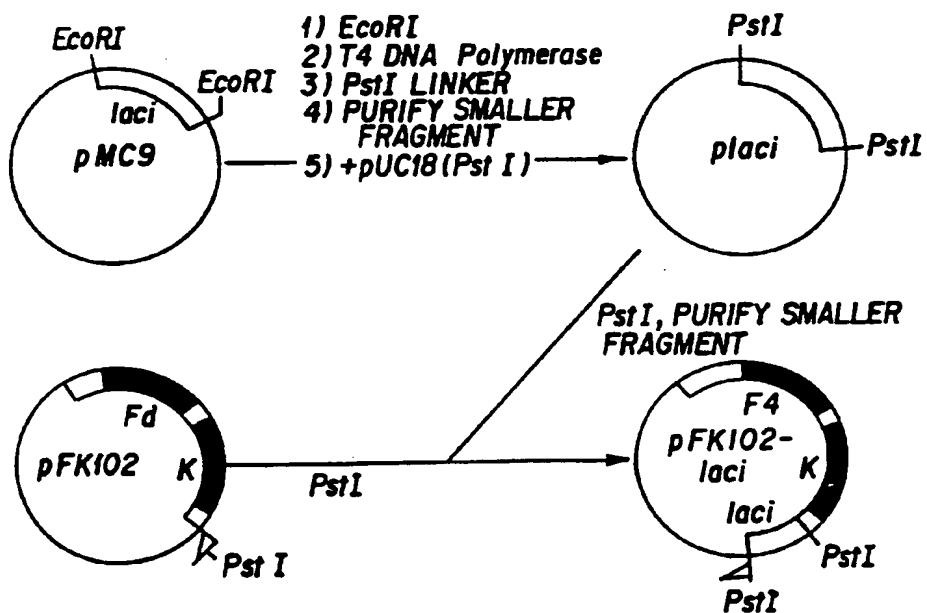 EcoRI
EcoRI
laci
pMC9
1) EcoRI
2) T4 DNA Polymerase
3) PstI LINKER
4) PURIFY SMALLER
FRAGMENT
5) +pUC18(Pst I)
PstI
placi
PstI
PstI, PURIFY SMALLER
FRAGMENT
Fd
pFK102
K
Pst I
PstI
F4
pFK102-
laci
K
laci
PstI
PstI